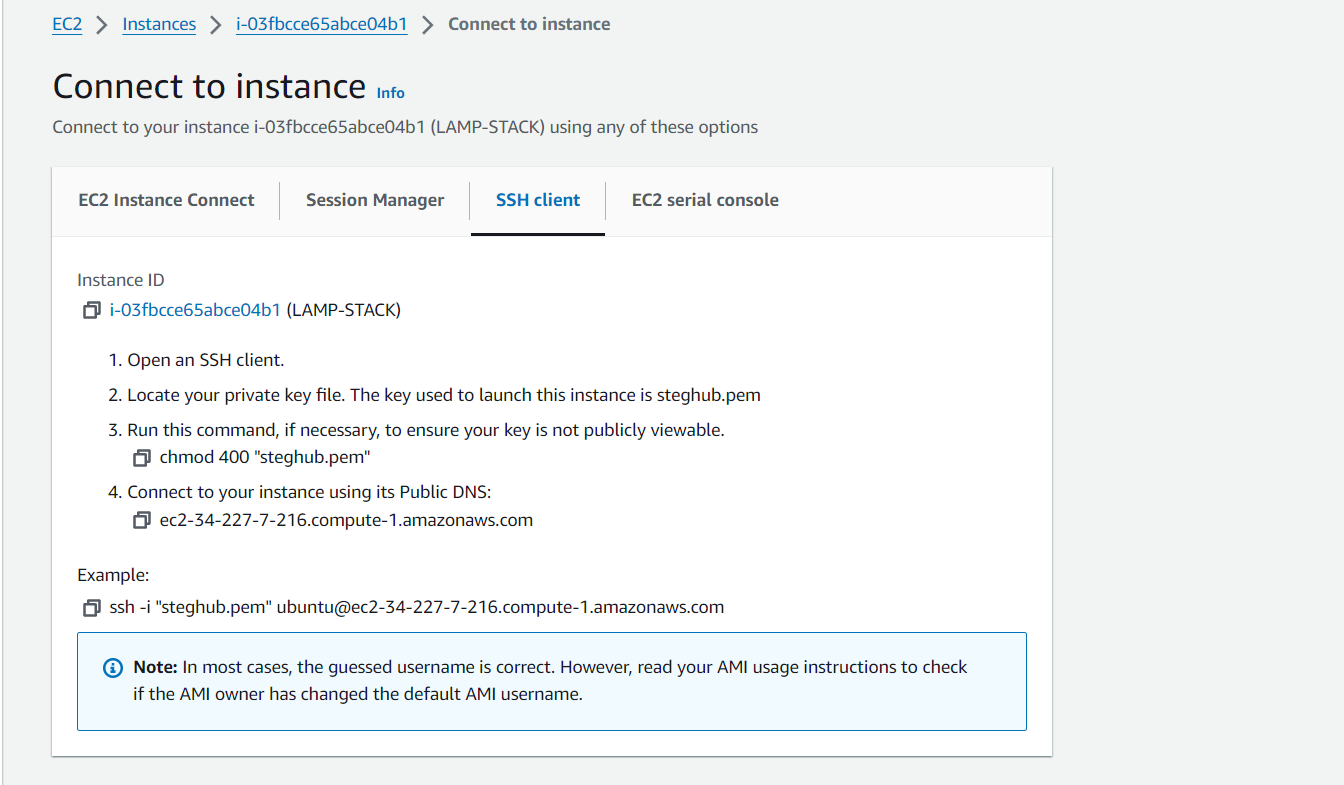 EC2 > Instances > i-03fbcce65abce04b1 > Connect to instance
Connect to instance Info
Connect to your instance i-03fbcce65abce04b1 (LAMP-STACK) using any of these options
EC2 Instance Connect Session Manager SSH client EC2 serial console
Instance ID
i-03fbcce65abce04b1 (LAMP-STACK)
1. Open an SSH client.
2. Locate your private key file. The key used to launch this instance is steghub.pem
3. Run this command, if necessary, to ensure your key is not publicly viewable.
chmod 400 "steghub.pem"
4. Connect to your instance using its Public DNS:
ec2-34-227-7-216.compute-1.amazonaws.com
Example:
ssh -i "steghub.pem" ubuntu@ec2-34-227-7-216.compute-1.amazonaws.com
Note: In most cases, the guessed username is correct. However, read your AMI usage instructions to check
if the AMI owner has changed the default AMI username.